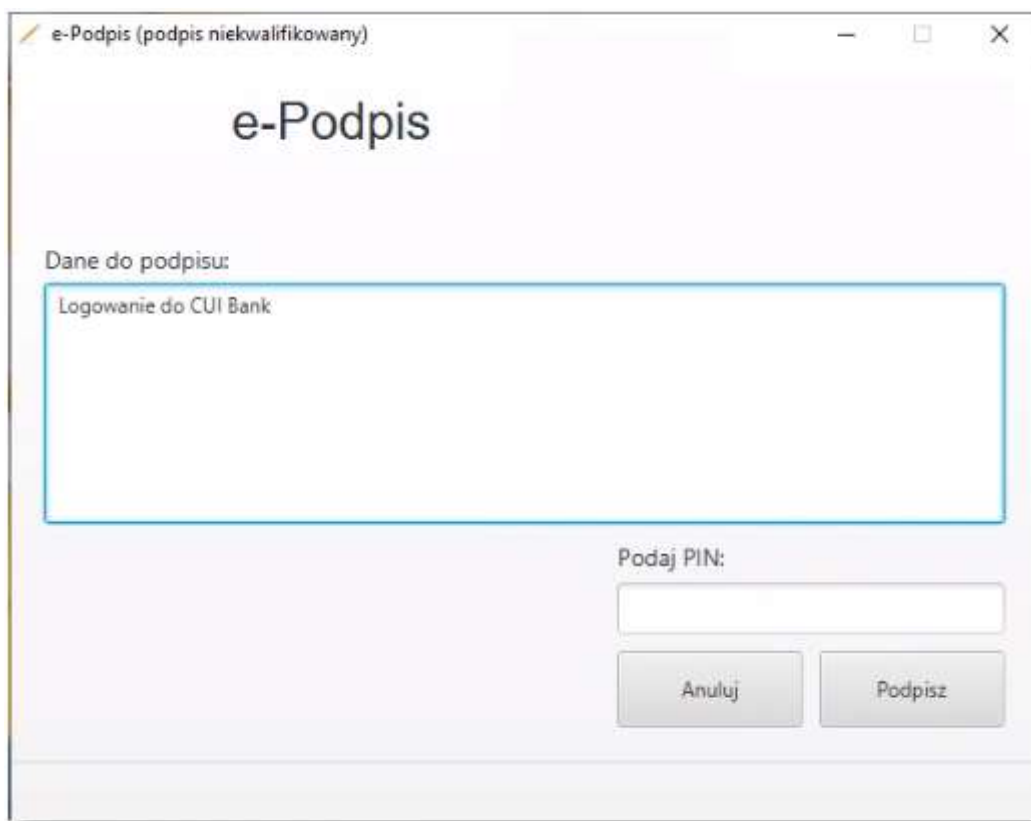 e-Podpis (podpis niekwalifikowany)
e-Podpis
Dane do podpisu:
Logowanie do CUI Bank
Podaj PIN:
Anuluj
Podpisz